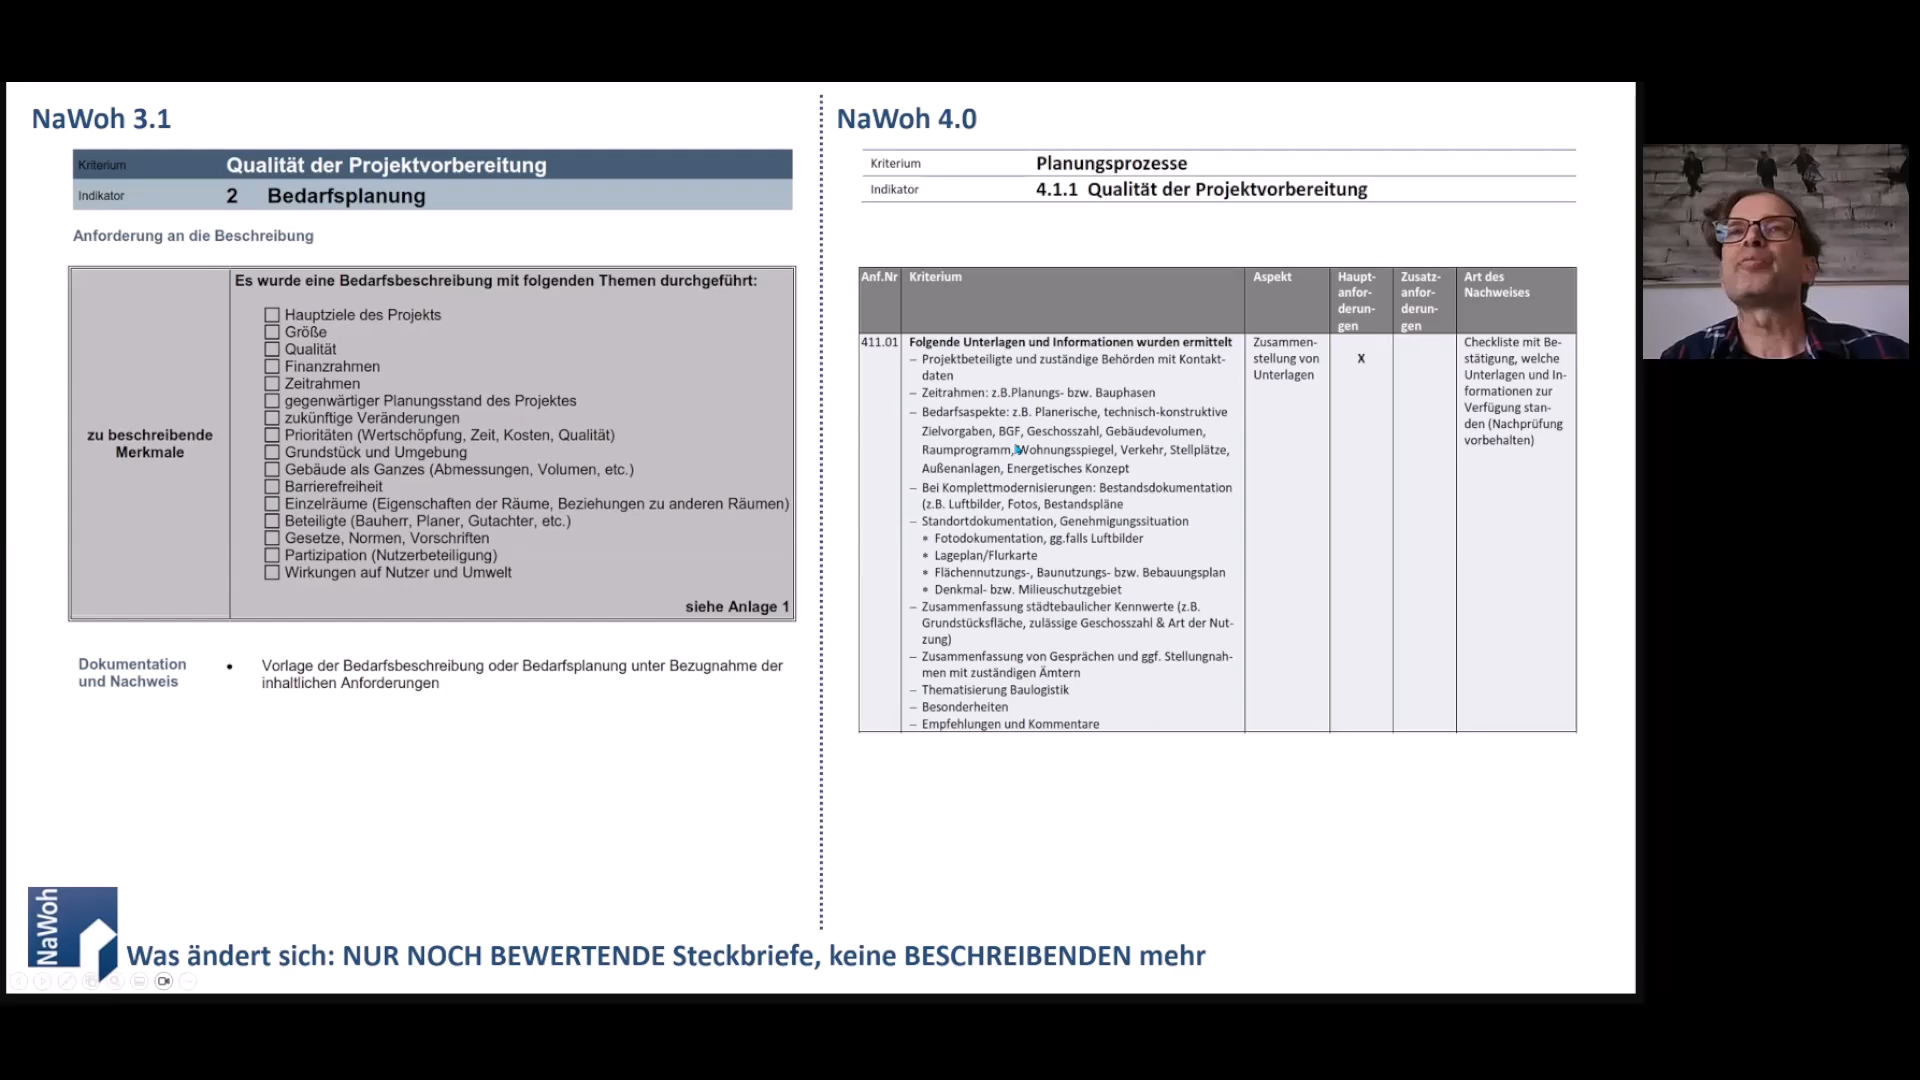 NaWoh 3.1
Kriterium Qualität der Projektvorbereitung
Indikator 2 Bedarfsplanung
Anforderung an die Beschreibung
zu beschreibende
Merkmale
Es wurde eine Bedarfsbeschreibung mit folgenden Themen durchgeführt:
Hauptziele des Projekts
Größe
Qualität
Finanzrahmen
Zeitrahmen
gegenwärtiger Planungsstand des Projektes
zukünftige Veränderungen
Prioritäten (Wertschöpfung, Zeit, Kosten, Qualität)
Grundstück und Umgebung
Gebäude als Ganzes (Abmessungen, Volumen, etc.)
Barrierefreiheit
Einzelräume (Eigenschaften der Räume, Beziehungen zu anderen Räumen)
Beteiligte (Bauherr, Planer, Gutachter, etc.)
Gesetze, Normen, Vorschriften
Partizipation (Nutzerbeteiligung)
Wirkungen auf Nutzer und Umwelt
siehe Anlage 1
Dokumentation
und Nachweis
• Vorlage der Bedarfsbeschreibung oder Bedarfsplanung unter Bezugnahme der
inhaltlichen Anforderungen
NaWoh 4.0
Kriterium Planungsprozesse
Indikator 4.1.1 Qualität der Projektvorbereitung
Anf.Nr
Kriterium
Aspekt
Haupt-
anfor-
derun-
gen
Zusatz-
anfor-
derun-
gen
Art des
Nachweises
411.01
Folgende Unterlagen und Informationen wurden ermittelt
– Projektbeteiligte und zuständige Behörden mit Kontakt-
daten
– Zeitrahmen: z.B.Planungs- bzw. Bauphasen
– Bedarfsaspekte: z.B. Planerische, technisch-konstruktive
Zielvorgaben, BGF, Geschosszahl, Gebäudevolumen,
Raumprogramm, Wohnungsspiegel, Verkehr, Stellplätze,
Außenanlagen, Energetisches Konzept
– Bei Komplettmodernisierungen: Bestandsdokumentation
(z.B. Luftbilder, Fotos, Bestandspläne
– Standortdokumentation, Genehmigungssituation
* Fotodokumentation, gg.falls Luftbilder
* Lageplan/Flurkarte
* Flächennutzungs-, Baunutzungs- bzw. Bebauungsplan
* Denkmal- bzw. Milieuschutzgebiet
– Zusammenfassung städtebaulicher Kennwerte (z.B.
Grundstücksfläche, zulässige Geschosszahl & Art der Nut-
zung)
– Zusammenfassung von Gesprächen und ggf. Stellungnah-
men mit zuständigen Ämtern
– Thematisierung Baulogistik
– Besonderheiten
– Empfehlungen und Kommentare
Zusammen-
stellung von
Unterlagen
X
Checkliste mit Be-
stätigung, welche
Unterlagen und In-
formationen zur
Verfügung stan-
den (Nachprüfung
vorbehalten)
NaWoh
Was ändert sich: NUR NOCH BEWERTENDE Steckbriefe, keine BESCHREIBENDEN mehr